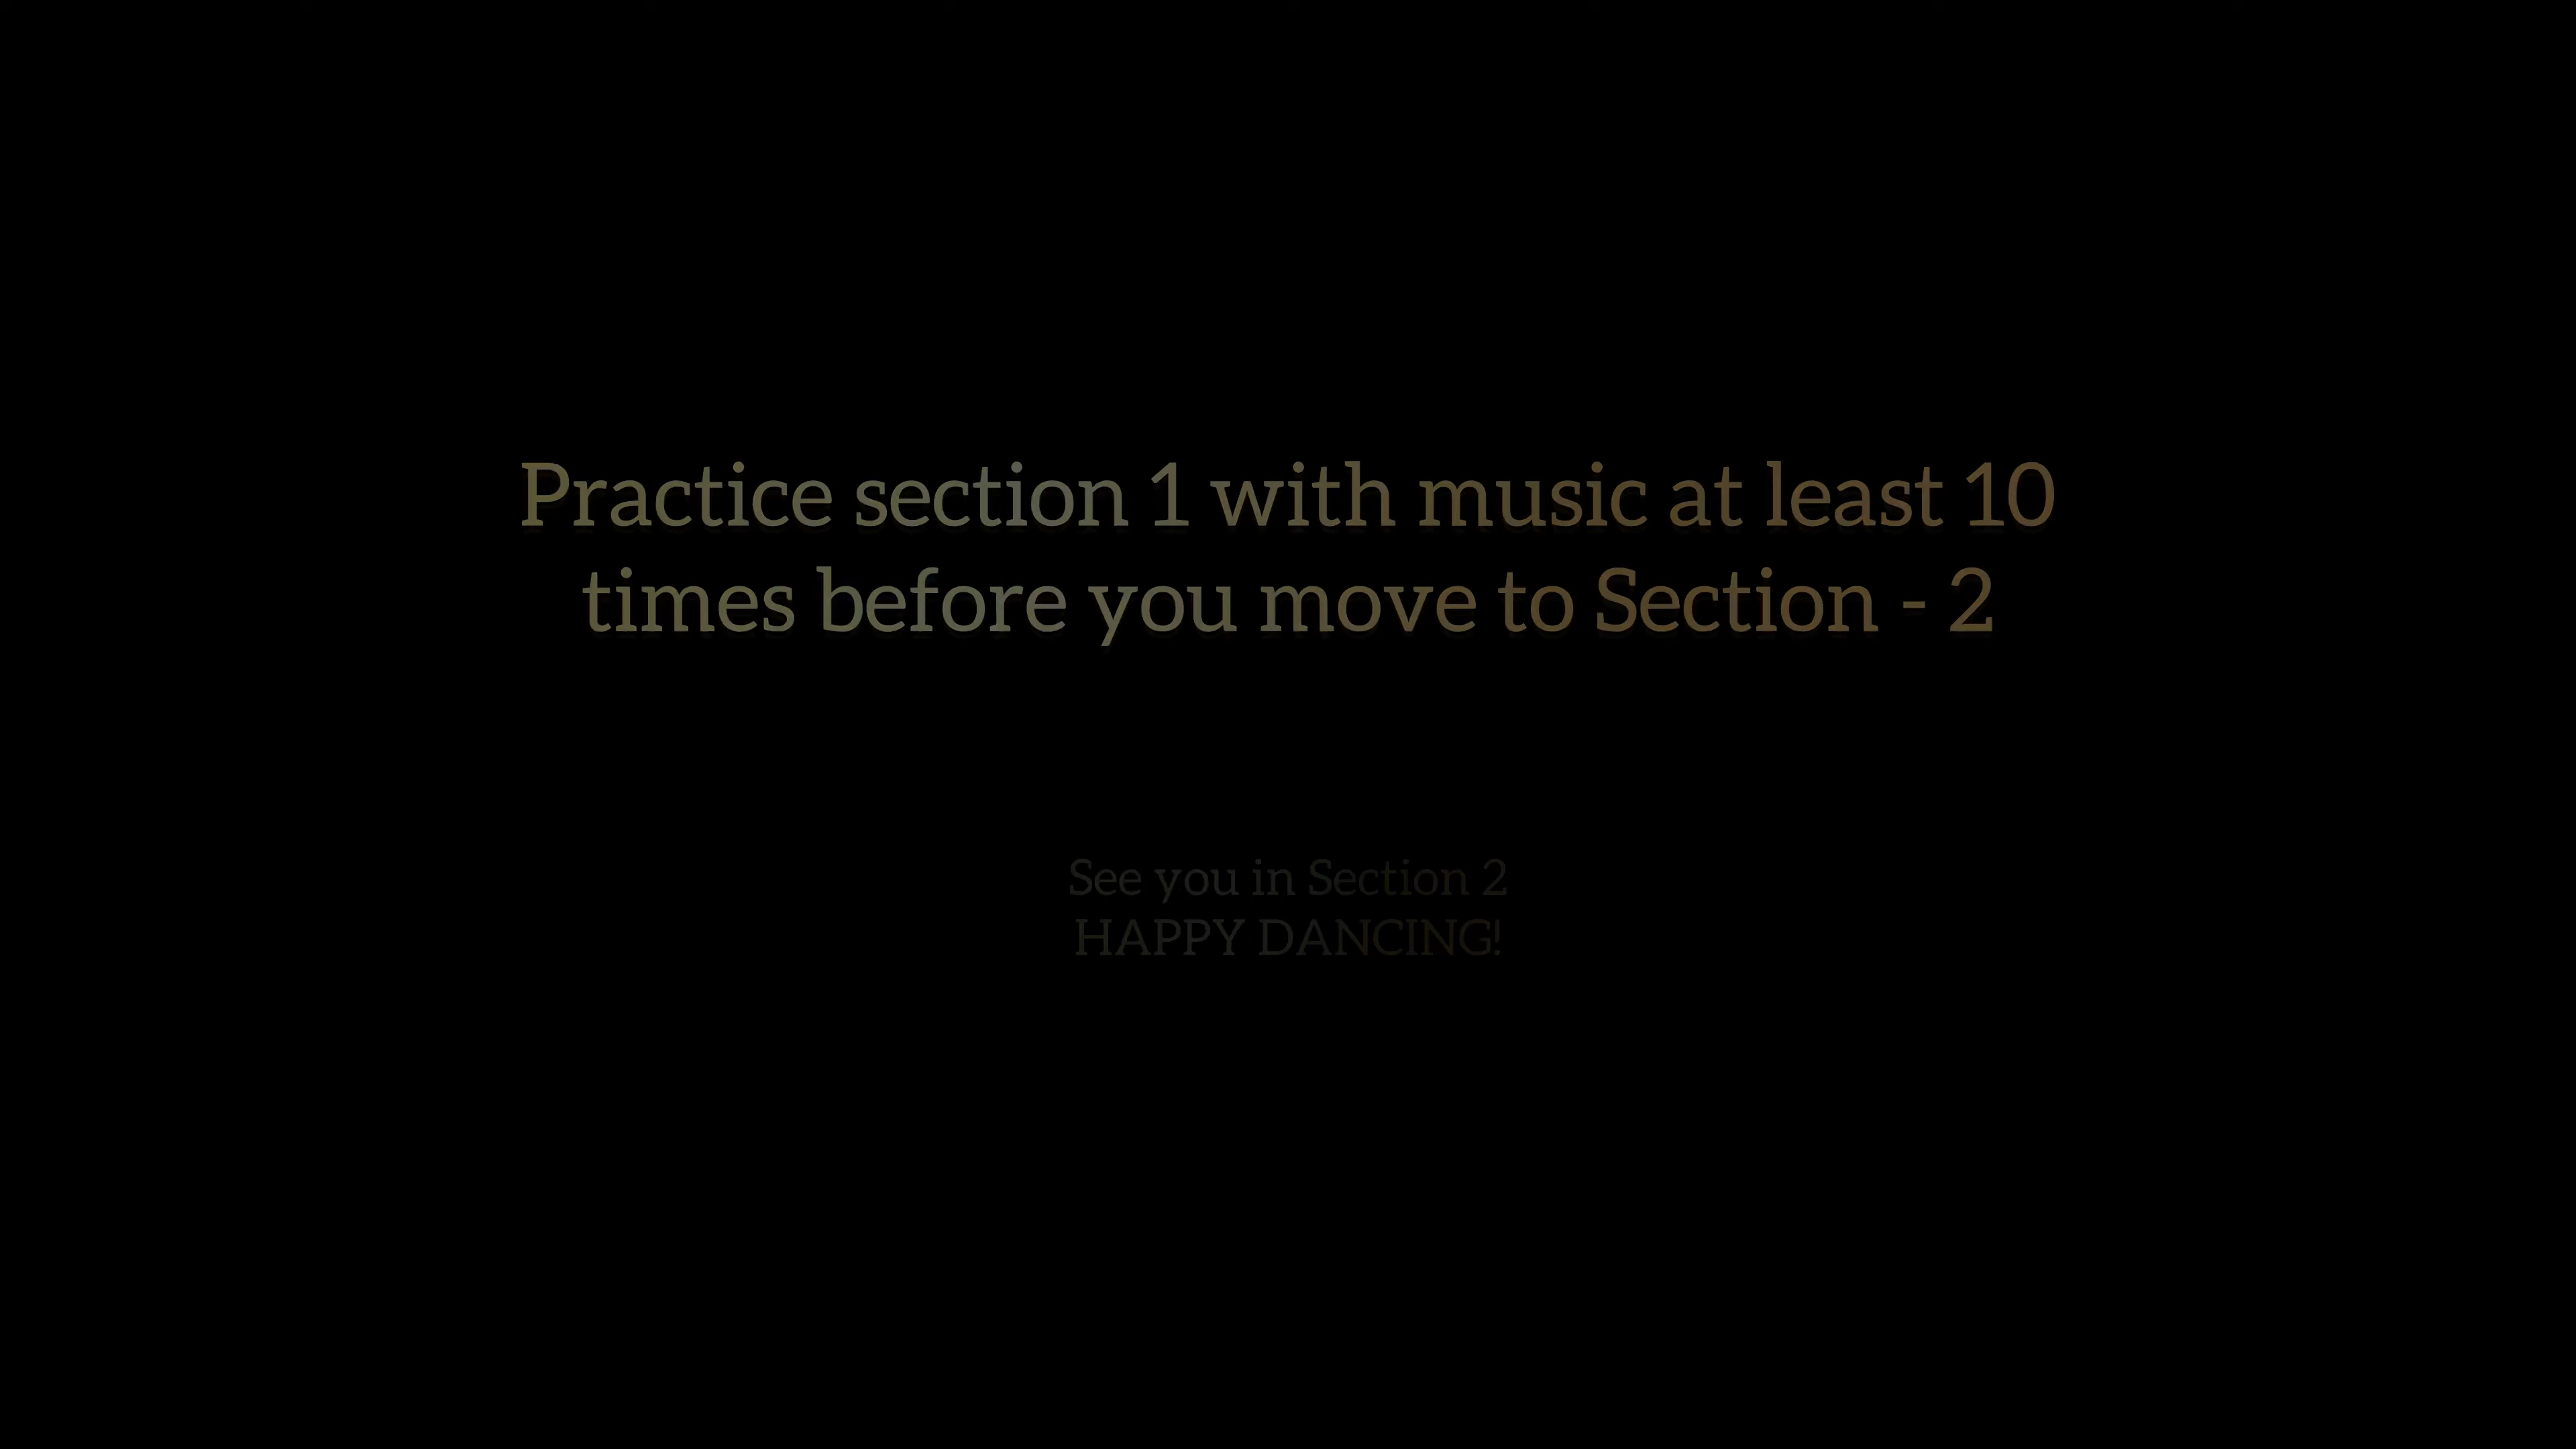 Practice section 1 with music at least 10
times before you move to Section - 2
See you in Section 2
HAPPY DANCING!